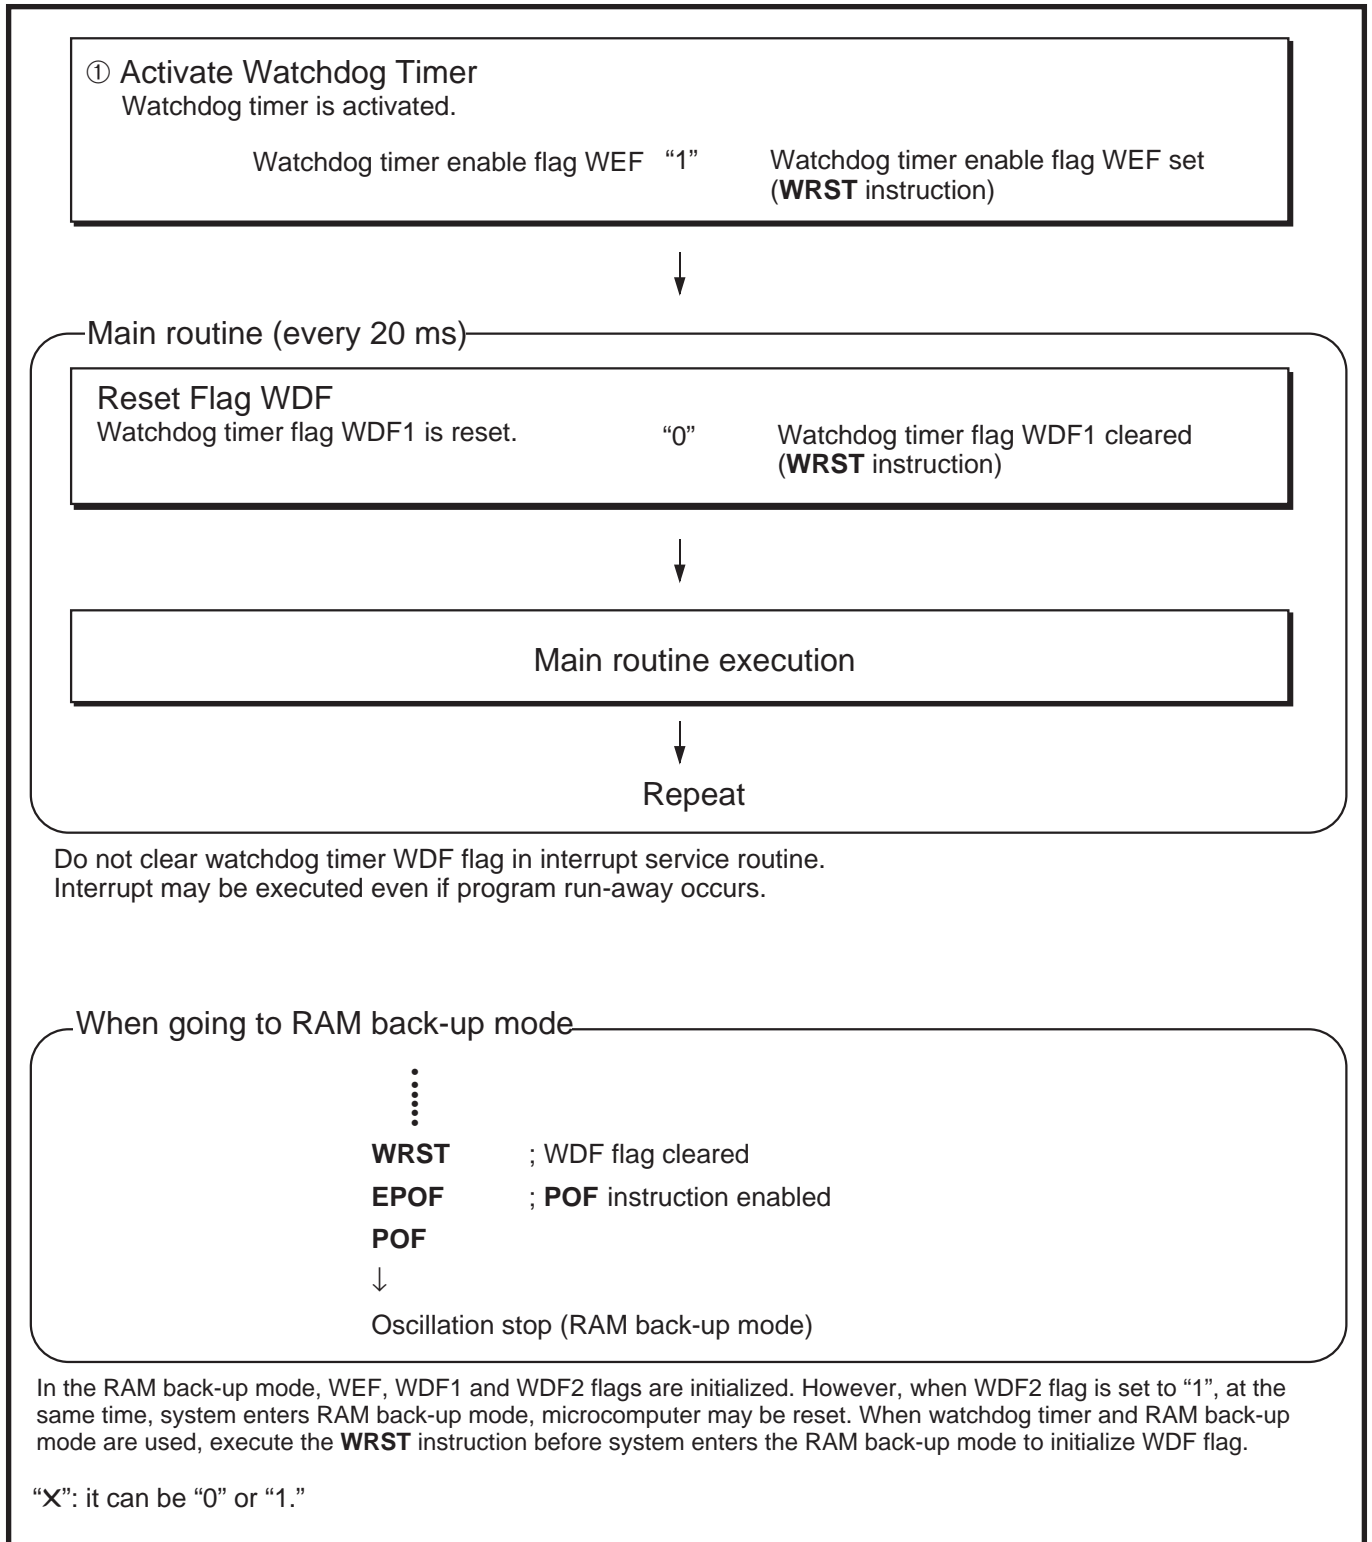 ① Activate Watchdog Timer
Watchdog timer is activated.
Watchdog timer enable flag WEF “1” Watchdog timer enable flag WEF set
(WRST instruction)
↓
Main routine (every 20 ms)
Reset Flag WDF
Watchdog timer flag WDF1 is reset. “0” Watchdog timer flag WDF1 cleared
(WRST instruction)
↓
Main routine execution
↓
Repeat
Do not clear watchdog timer WDF flag in interrupt service routine.
Interrupt may be executed even if program run-away occurs.
When going to RAM back-up mode
WRST ; WDF flag cleared
EPOF ; POF instruction enabled
POF
↓
Oscillation stop (RAM back-up mode)
In the RAM back-up mode, WEF, WDF1 and WDF2 flags are initialized. However, when WDF2 flag is set to “1”, at the
same time, system enters RAM back-up mode, microcomputer may be reset. When watchdog timer and RAM back-up
mode are used, execute the WRST instruction before system enters the RAM back-up mode to initialize WDF flag.
“✕”: it can be “0” or “1.”